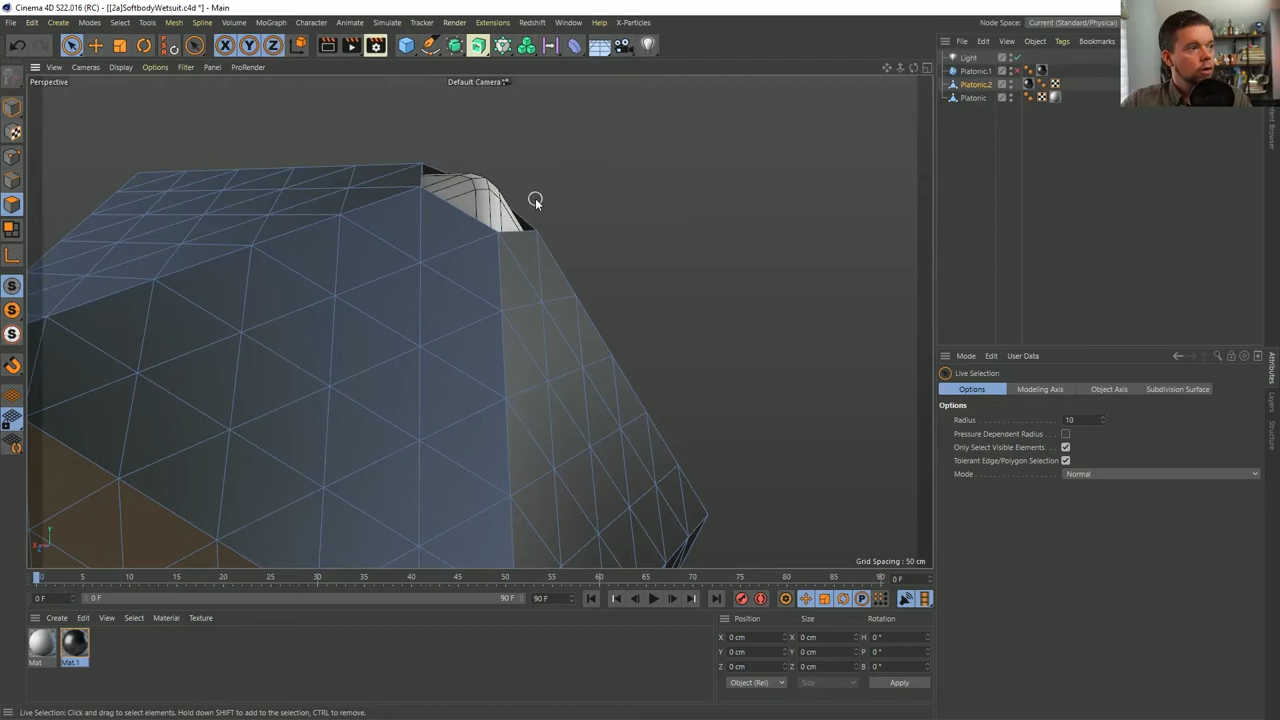 Cinema 4D S22.016 (RC) - [[2a]SoftbodyWetsuit.c4d *] - Main
File Edit Create Modes Select Tools Mesh Spline Volume MoGraph Character Animate Simulate Tracker Render Extensions Redshift Window Help X-Particles
Node Space: Current (Standard/Physical)
File Edit View Object Tags Bookmarks
View Cameras Display Options Filter Panel ProRender
Perspective
Default Camera
Light
Platonic.1
Platonic.2
Platonic
Content Browser
Mode Edit User Data
Live Selection
Options Modeling Axis Object Axis Subdivision Surface
Options
Radius 10
Pressure Dependent Radius
Only Select Visible Elements
Tolerant Edge/Polygon Selection
Mode Normal
Attributes
Layers
Structure
Y
X
Z
Grid Spacing : 50 cm
0 5 10 15 20 25 30 35 40 45 50 55 60 65 70 75 80 85 90 0 F
0 F 0 F 90 F 90 F
Create Edit View Select Material Texture
Mat
Mat.1
Position Size Rotation
X 0 cm X 0 cm H 0 °
Y 0 cm Y 0 cm P 0 °
Z 0 cm Z 0 cm B 0 °
Object (Rel) Size Apply
Live Selection: Click and drag to select elements. Hold down SHIFT to add to the selection, CTRL to remove.